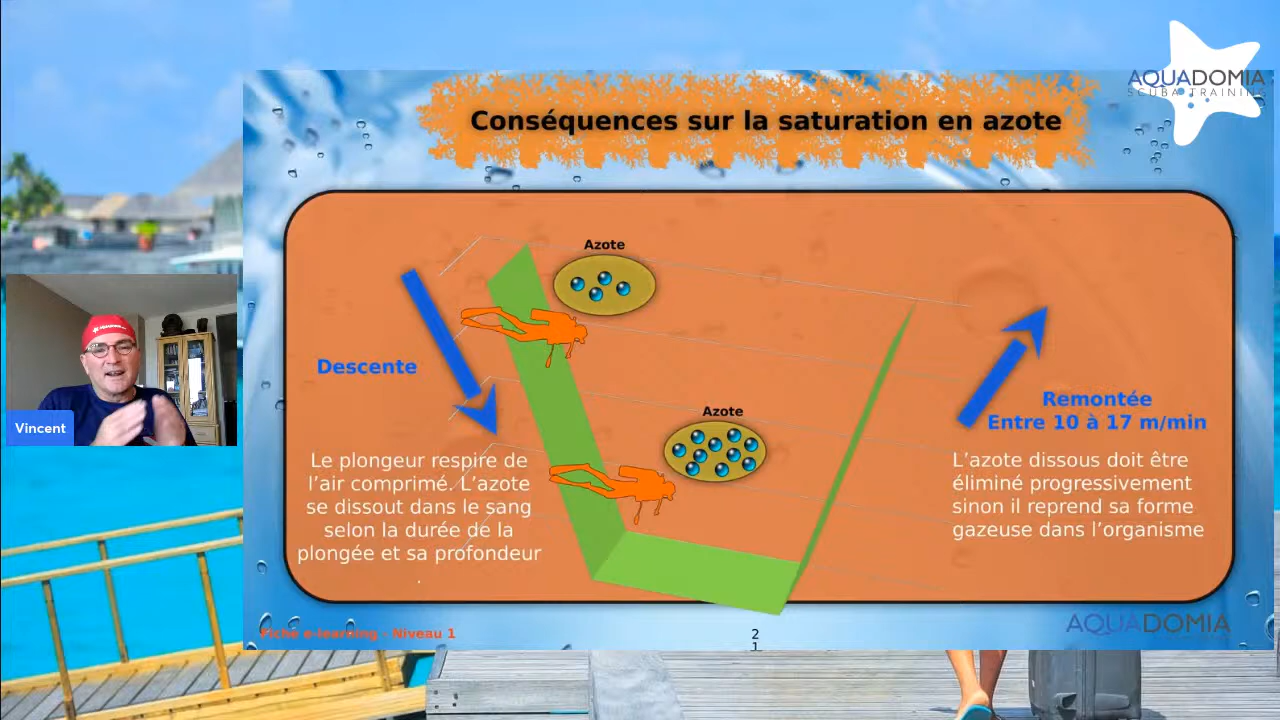 AQUADOMIA
SCUBA TRAINING
Conséquences sur la saturation en azote
Azote
Descente
Azote
Remontée
Entre 10 à 17 m/min
Le plongeur respire de
l’air comprimé. L’azote
se dissout dans le sang
selon la durée de la
plongée et sa profondeur
.
L’azote dissous doit être
éliminé progressivement
sinon il reprend sa forme
gazeuse dans l’organisme
Vincent
Fiche e-learning - Niveau 1
2
1
AQUADOMIA